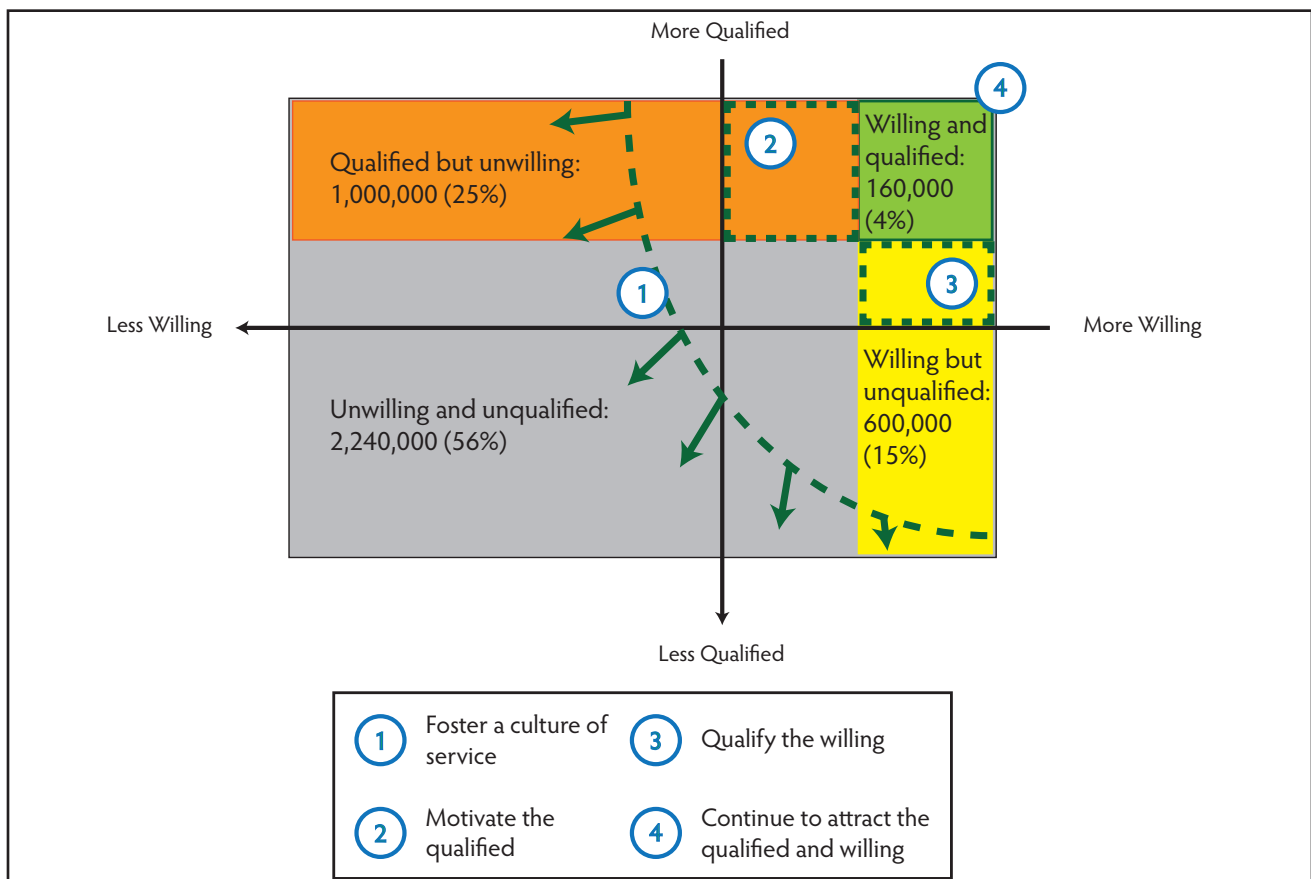 More Qualified
4
2
Willing and
qualified:
160,000
(4%)
Qualified but unwilling:
1,000,000 (25%)
3
1
Less Willing
More Willing
Willing but
unqualified:
600,000
(15%)
Unwilling and unqualified:
2,240,000 (56%)
Less Qualified
1
Foster a culture of
service
3
Qualify the willing
2
Motivate the
qualified
4
Continue to attract the
qualified and willing